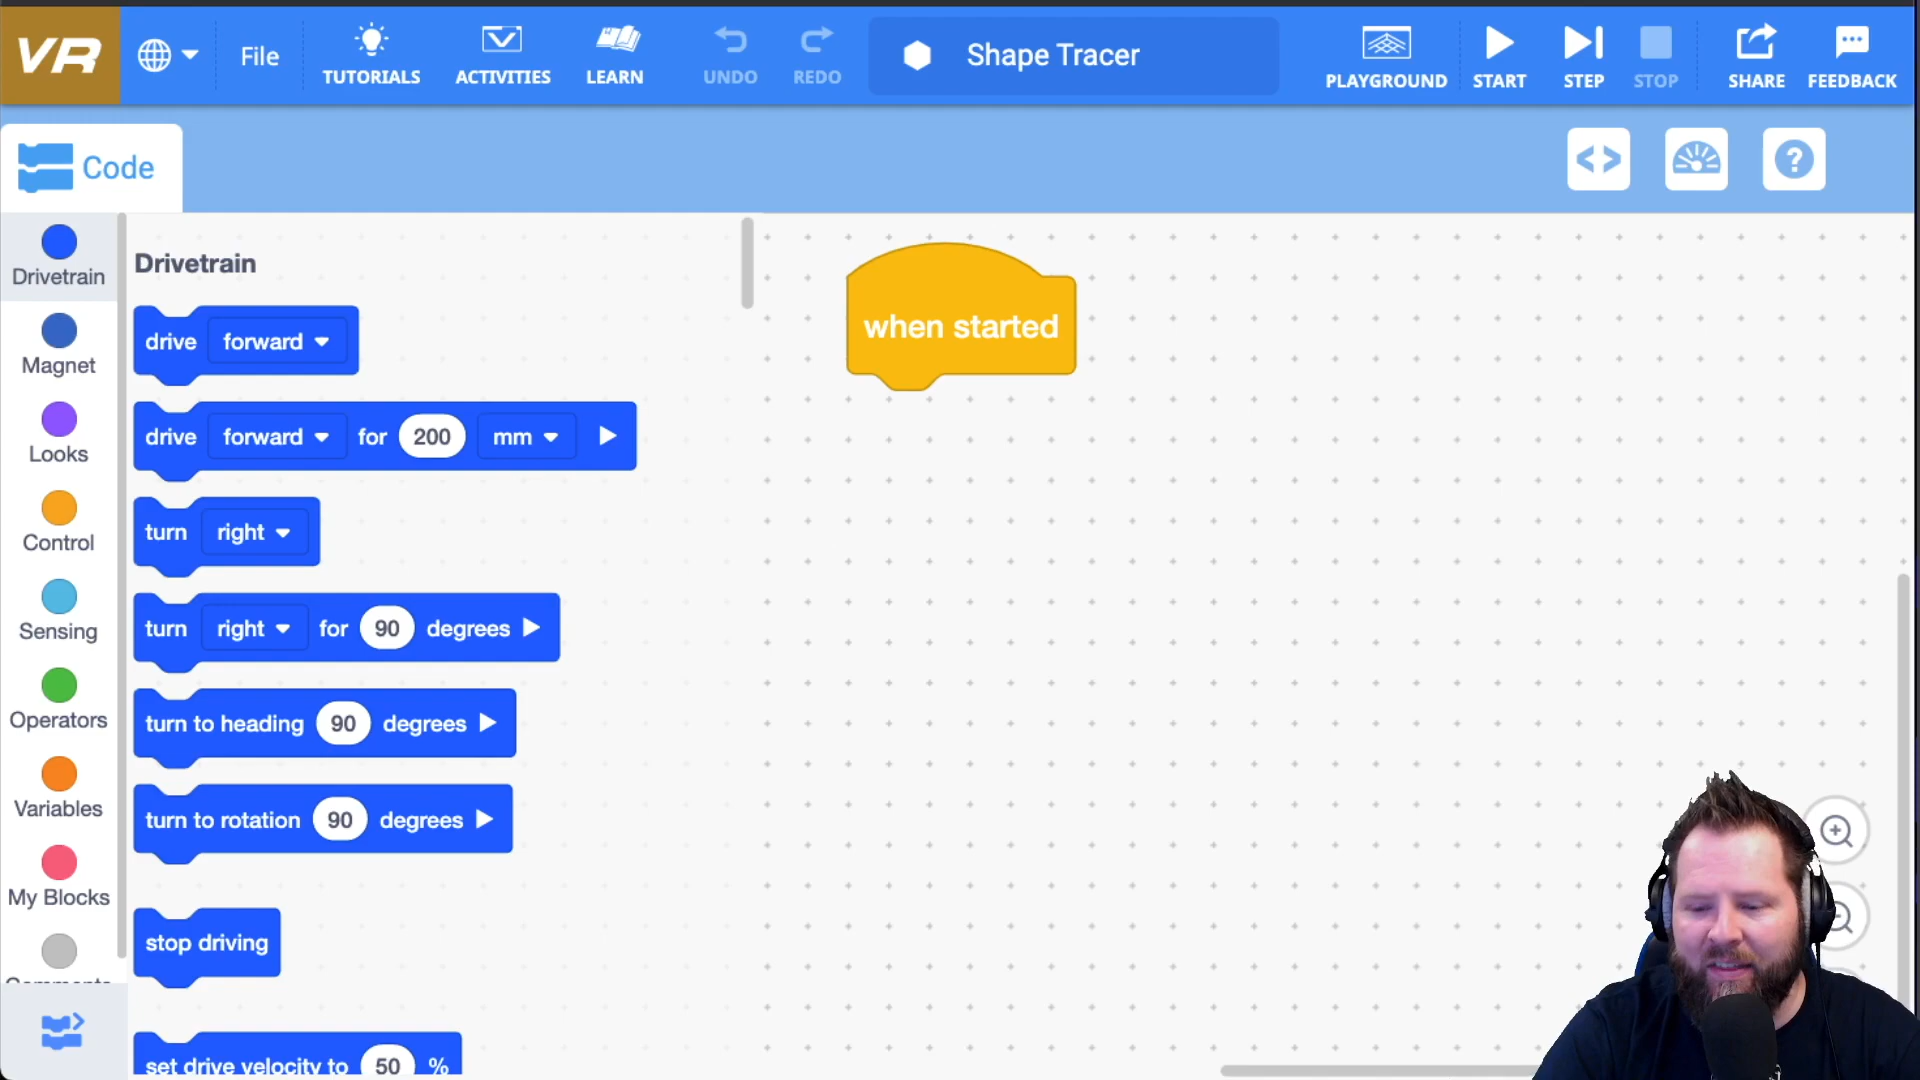 VR
File
TUTORIALS
ACTIVITIES
LEARN
UNDO
REDO
Shape Tracer
PLAYGROUND
START
STEP
STOP
SHARE
FEEDBACK
Code
?
Drivetrain
Magnet
Looks
Control
Sensing
Operators
Variables
My Blocks
Drivetrain
drive forward
drive forward for 200 mm
turn right
turn right for 90 degrees
turn to heading 90 degrees
turn to rotation 90 degrees
stop driving
set drive velocity to 50 %
when started